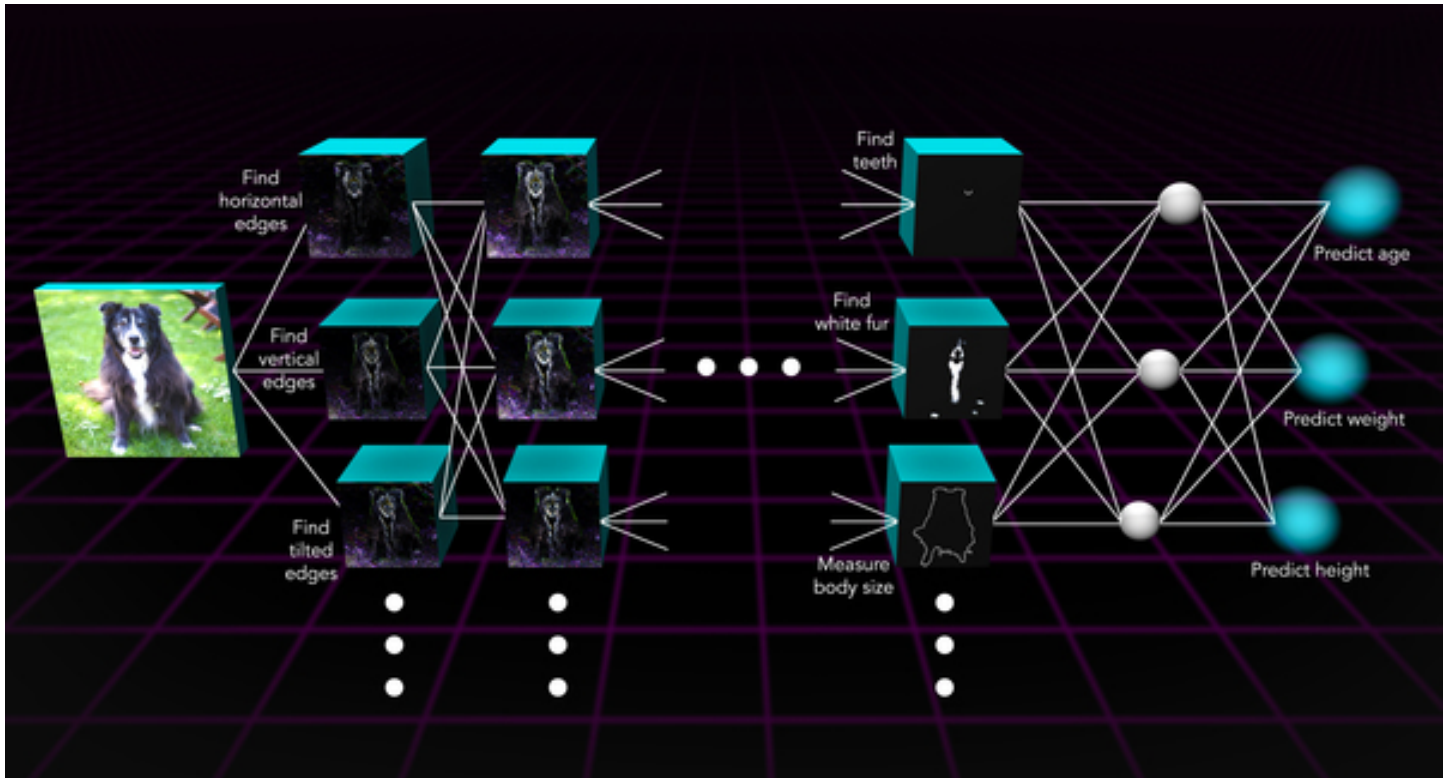 Find
horizontal
edges
Find
vertical
edges
Find
tilted
edges
Find
teeth
Find
white fur
Measure
body size
Predict age
Predict weight
Predict height